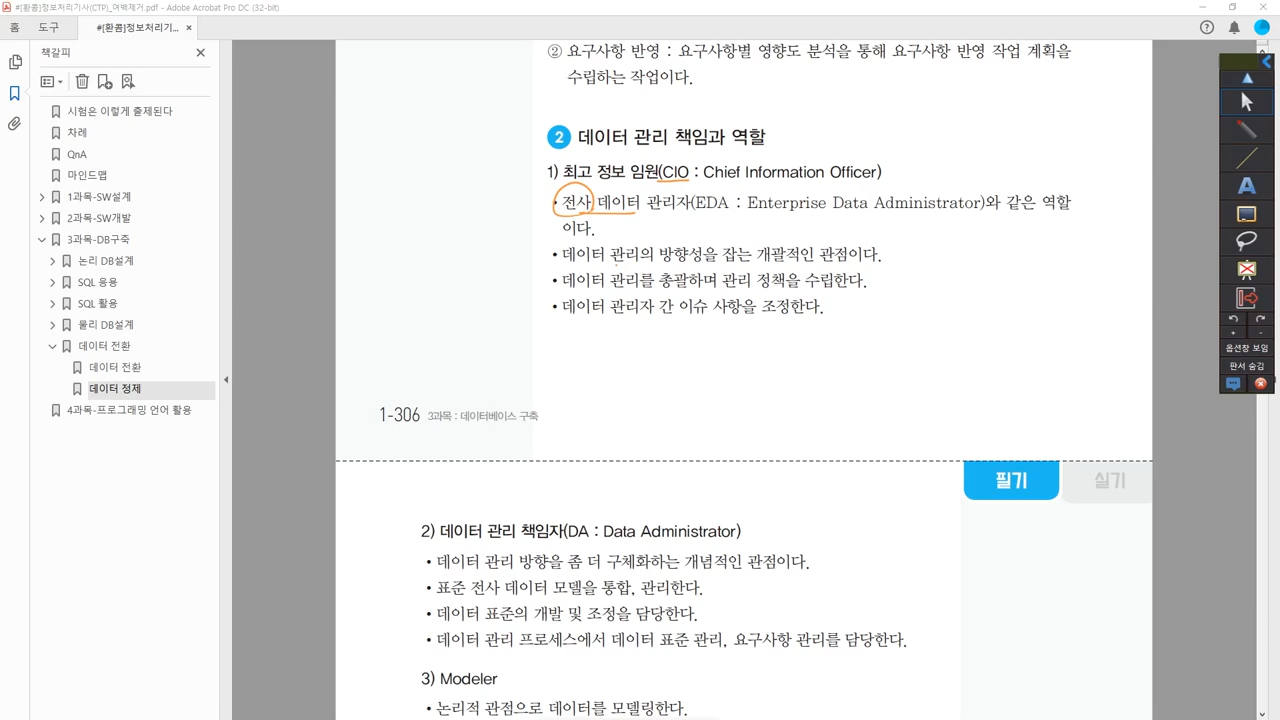 #[환콤]정보처리기사(CTP)_여백제거.pdf - Adobe Acrobat Pro DC (32-bit)
홈 도구 #[환콤]정보처리기... ×
책갈피
시험은 이렇게 출제된다
차례
QnA
마인드맵
1과목-SW설계
2과목-SW개발
3과목-DB구축
논리 DB설계
SQL 응용
SQL 활용
물리 DB설계
데이터 전환
데이터 전환
데이터 정제
4과목-프로그래밍 언어 활용
② 요구사항 반영 : 요구사항별 영향도 분석을 통해 요구사항 반영 작업 계획을
수립하는 작업이다.
2 데이터 관리 책임과 역할
1) 최고 정보 임원(CIO : Chief Information Officer)
• 전사 데이터 관리자(EDA : Enterprise Data Administrator)와 같은 역할
이다.
• 데이터 관리의 방향성을 잡는 개괄적인 관점이다.
• 데이터 관리를 총괄하며 관리 정책을 수립한다.
• 데이터 관리자 간 이슈 사항을 조정한다.
1-306 3과목 : 데이터베이스 구축
필기 실기
2) 데이터 관리 책임자(DA : Data Administrator)
• 데이터 관리 방향을 좀 더 구체화하는 개념적인 관점이다.
• 표준 전사 데이터 모델을 통합, 관리한다.
• 데이터 표준의 개발 및 조정을 담당한다.
• 데이터 관리 프로세스에서 데이터 표준 관리, 요구사항 관리를 담당한다.
3) Modeler
• 논리적 관점으로 데이터를 모델링한다.
A
+ -
옵션창 보임
판서 숨김